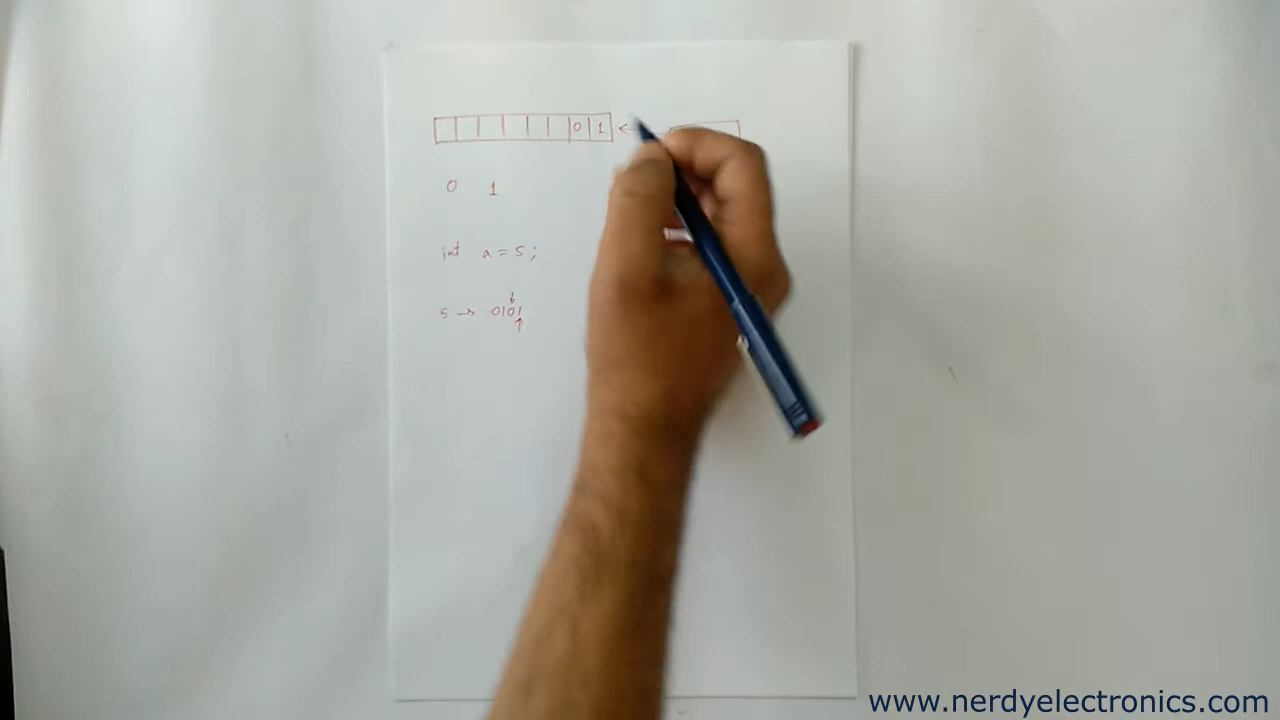 0 1
0 1
int a = 5;
5 → 0101
www.nerdyelectronics.com